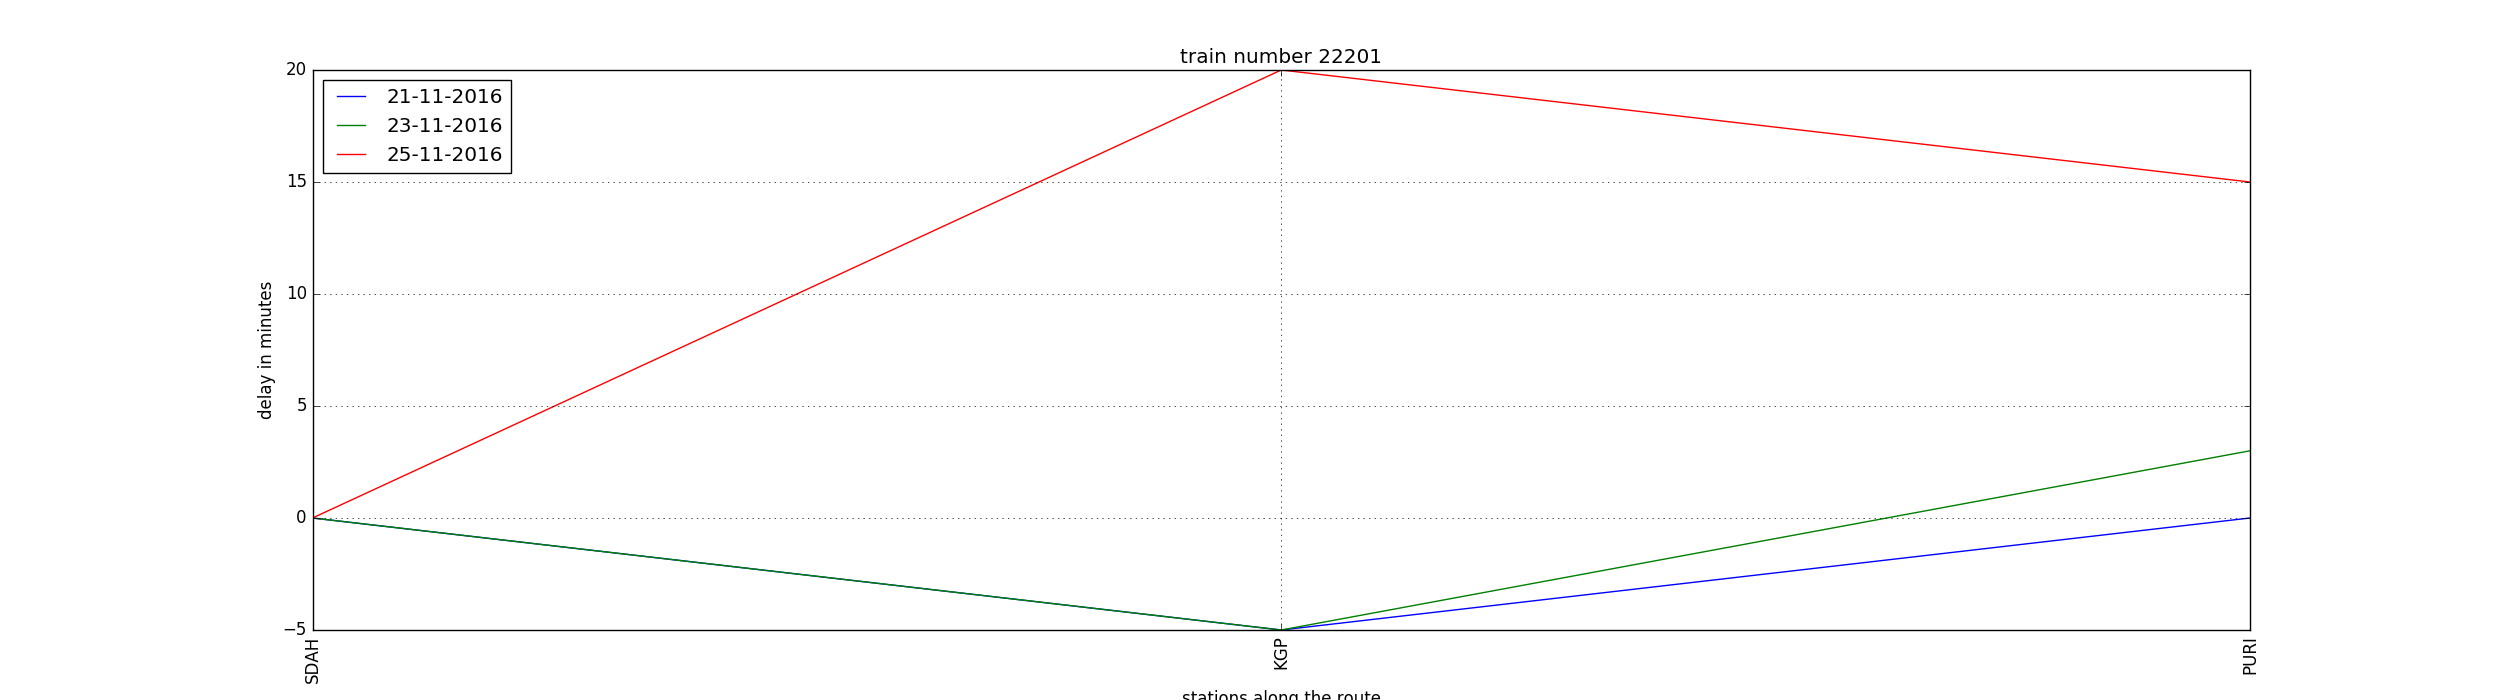 train number 22201
20
15
10
5
0
−5
delay in minutes
21-11-2016
23-11-2016
25-11-2016
SDAH
KGP
PURI
stations along the route